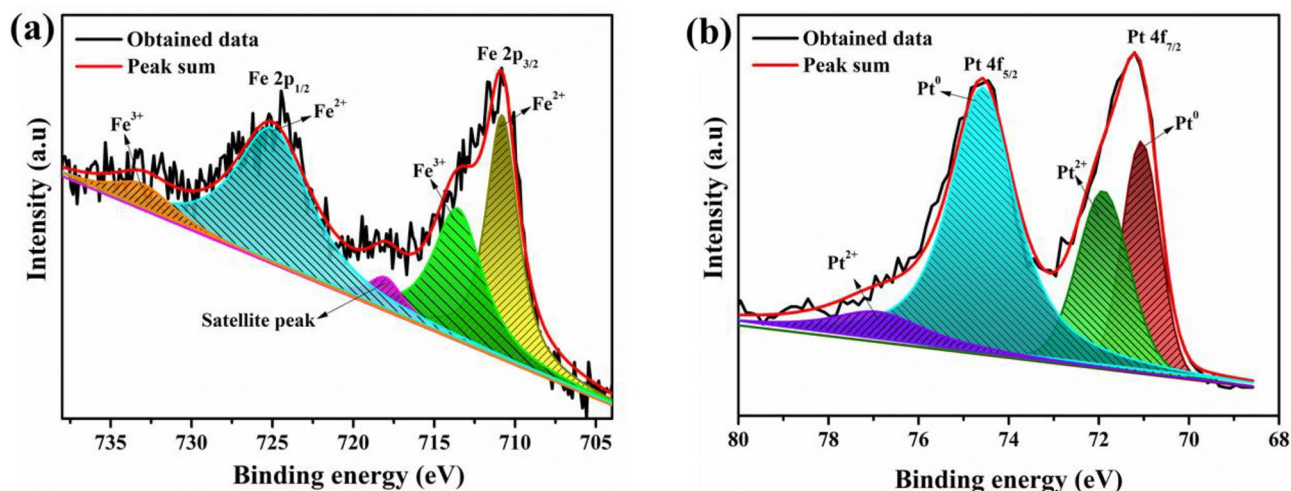 (a)
Obtained data
Peak sum
Fe 2p3/2
Fe 2p1/2
Fe2+
Fe2+
Fe3+
Fe3+
Satellite peak
Intensity (a.u)
735 730 725 720 715 710 705
Binding energy (eV)
(b)
Obtained data
Peak sum
Pt 4f7/2
Pt 4f5/2
Pt0
Pt0
Pt2+
Pt2+
Intensity (a.u)
80 78 76 74 72 70 68
Binding energy (eV)